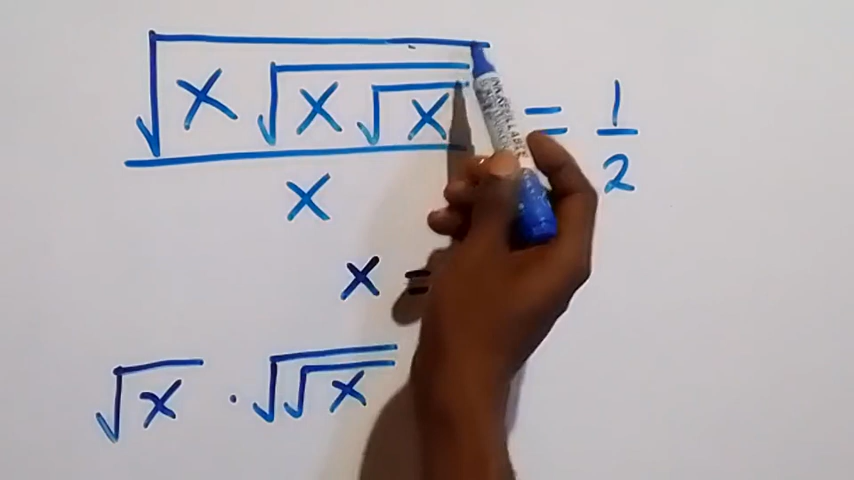 √(x√(x√x)) / x = 1/2
x =
√x · √√x